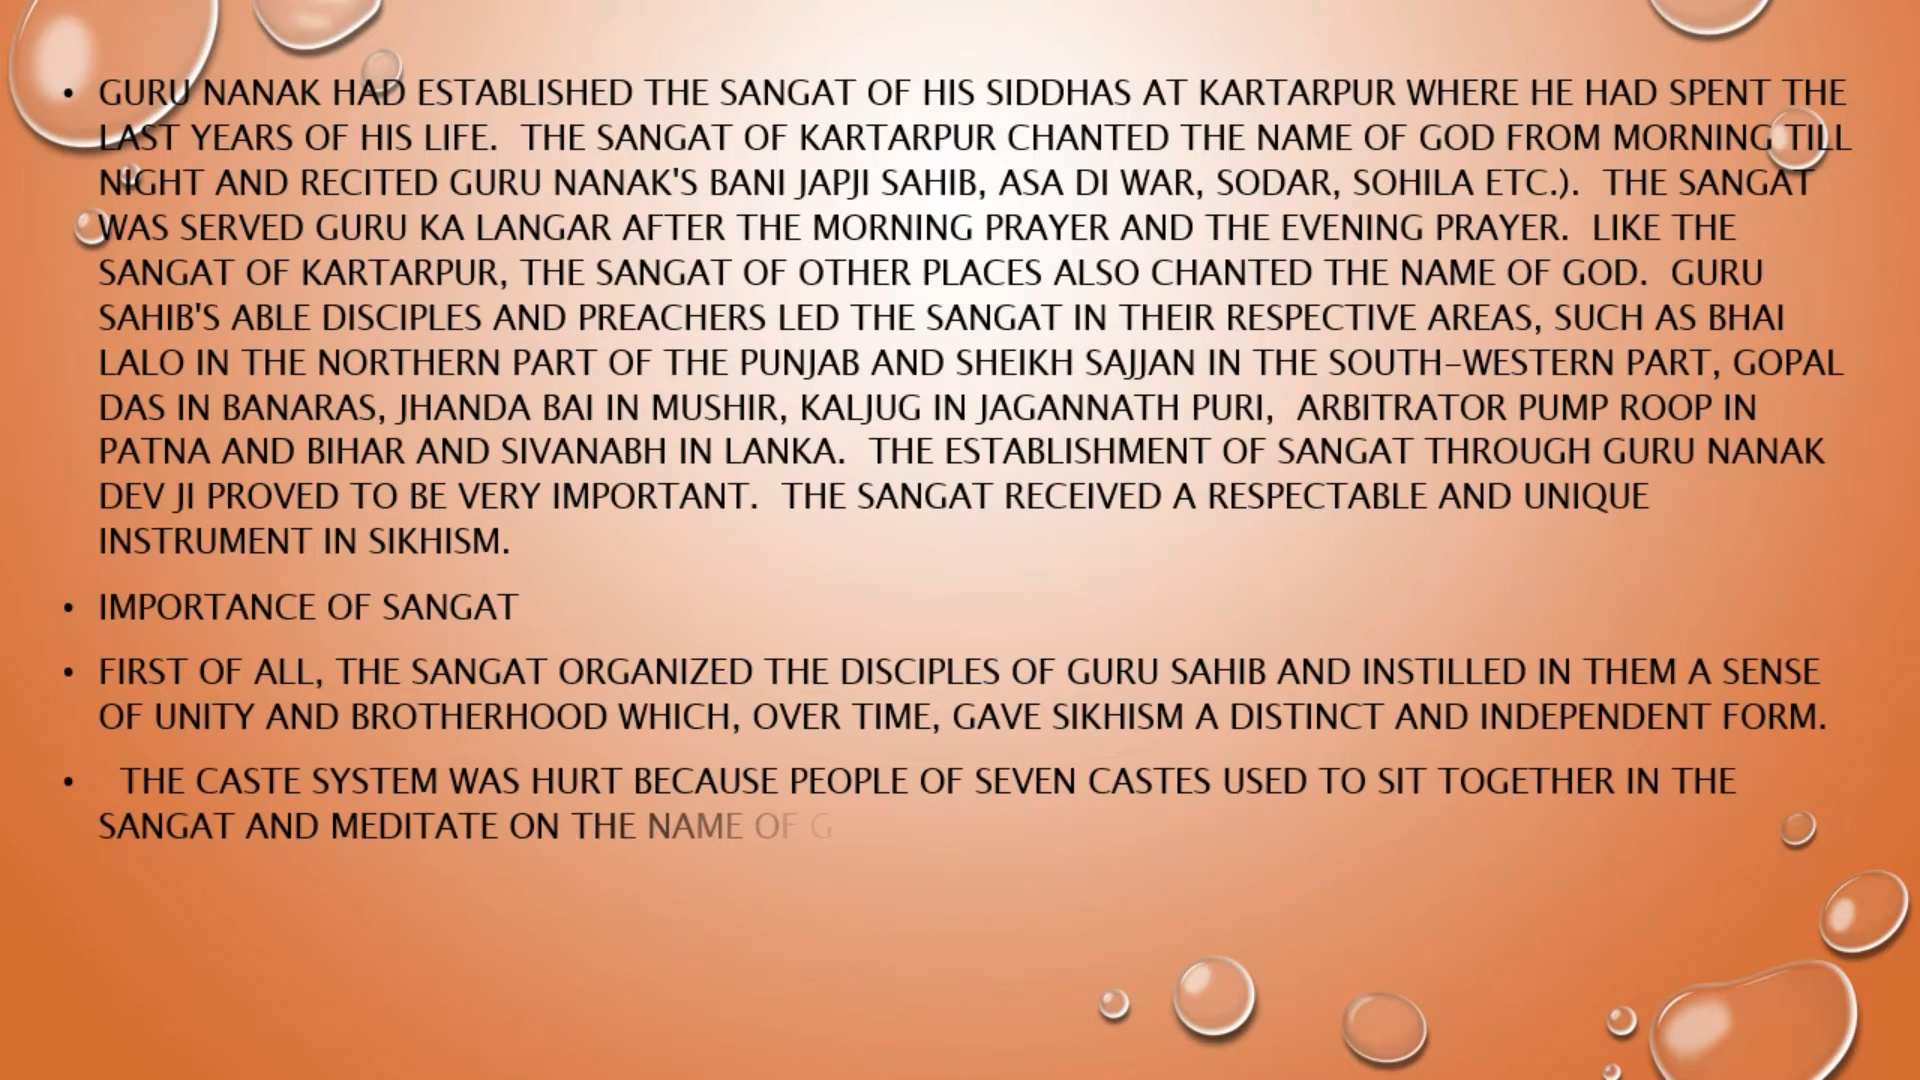 • GURU NANAK HAD ESTABLISHED THE SANGAT OF HIS SIDDHAS AT KARTARPUR WHERE HE HAD SPENT THE
LAST YEARS OF HIS LIFE. THE SANGAT OF KARTARPUR CHANTED THE NAME OF GOD FROM MORNING TILL
NIGHT AND RECITED GURU NANAK'S BANI JAPJI SAHIB, ASA DI WAR, SODAR, SOHILA ETC.). THE SANGAT
WAS SERVED GURU KA LANGAR AFTER THE MORNING PRAYER AND THE EVENING PRAYER. LIKE THE
SANGAT OF KARTARPUR, THE SANGAT OF OTHER PLACES ALSO CHANTED THE NAME OF GOD. GURU
SAHIB'S ABLE DISCIPLES AND PREACHERS LED THE SANGAT IN THEIR RESPECTIVE AREAS, SUCH AS BHAI
LALO IN THE NORTHERN PART OF THE PUNJAB AND SHEIKH SAJJAN IN THE SOUTH-WESTERN PART, GOPAL
DAS IN BANARAS, JHANDA BAI IN MUSHIR, KALJUG IN JAGANNATH PURI, ARBITRATOR PUMP ROOP IN
PATNA AND BIHAR AND SIVANABH IN LANKA. THE ESTABLISHMENT OF SANGAT THROUGH GURU NANAK
DEV JI PROVED TO BE VERY IMPORTANT. THE SANGAT RECEIVED A RESPECTABLE AND UNIQUE
INSTRUMENT IN SIKHISM.
• IMPORTANCE OF SANGAT
• FIRST OF ALL, THE SANGAT ORGANIZED THE DISCIPLES OF GURU SAHIB AND INSTILLED IN THEM A SENSE
OF UNITY AND BROTHERHOOD WHICH, OVER TIME, GAVE SIKHISM A DISTINCT AND INDEPENDENT FORM.
• THE CASTE SYSTEM WAS HURT BECAUSE PEOPLE OF SEVEN CASTES USED TO SIT TOGETHER IN THE
SANGAT AND MEDITATE ON THE NAME OF G